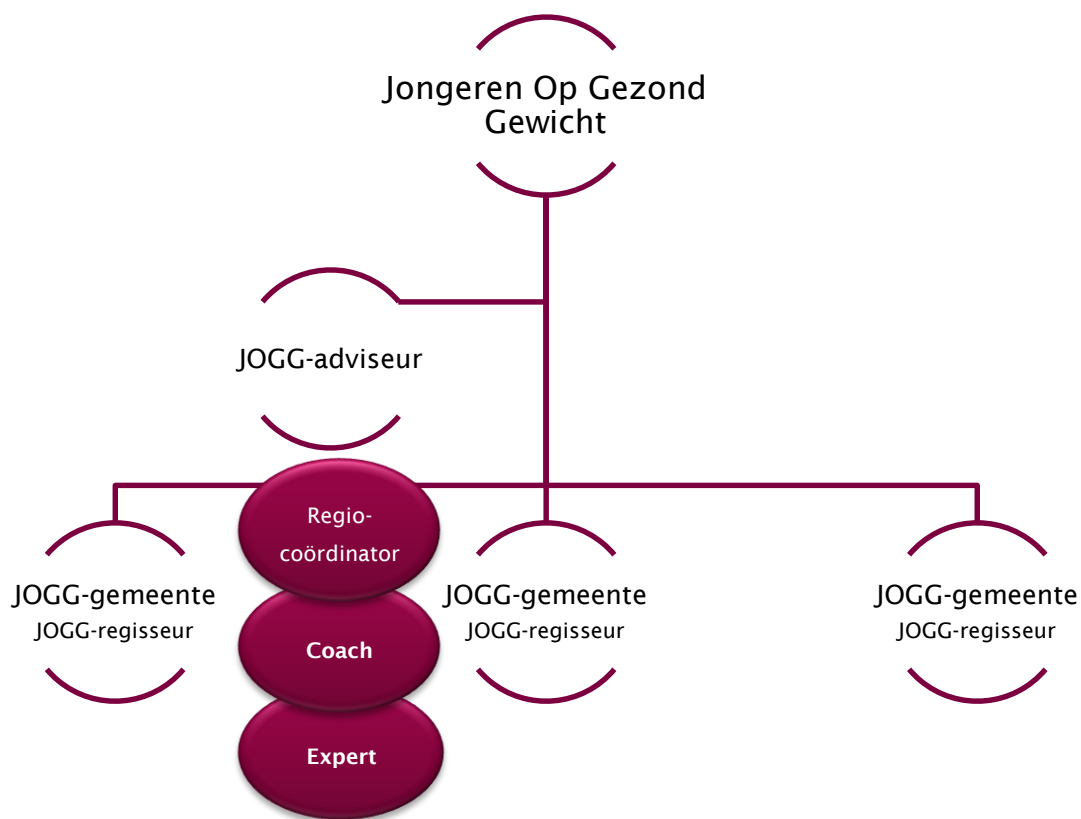 Jongeren Op Gezond
Gewicht
JOGG-adviseur
Regio-
coördinator
JOGG-gemeente
JOGG-regisseur
Coach
Expert
JOGG-gemeente
JOGG-regisseur
JOGG-gemeente
JOGG-regisseur